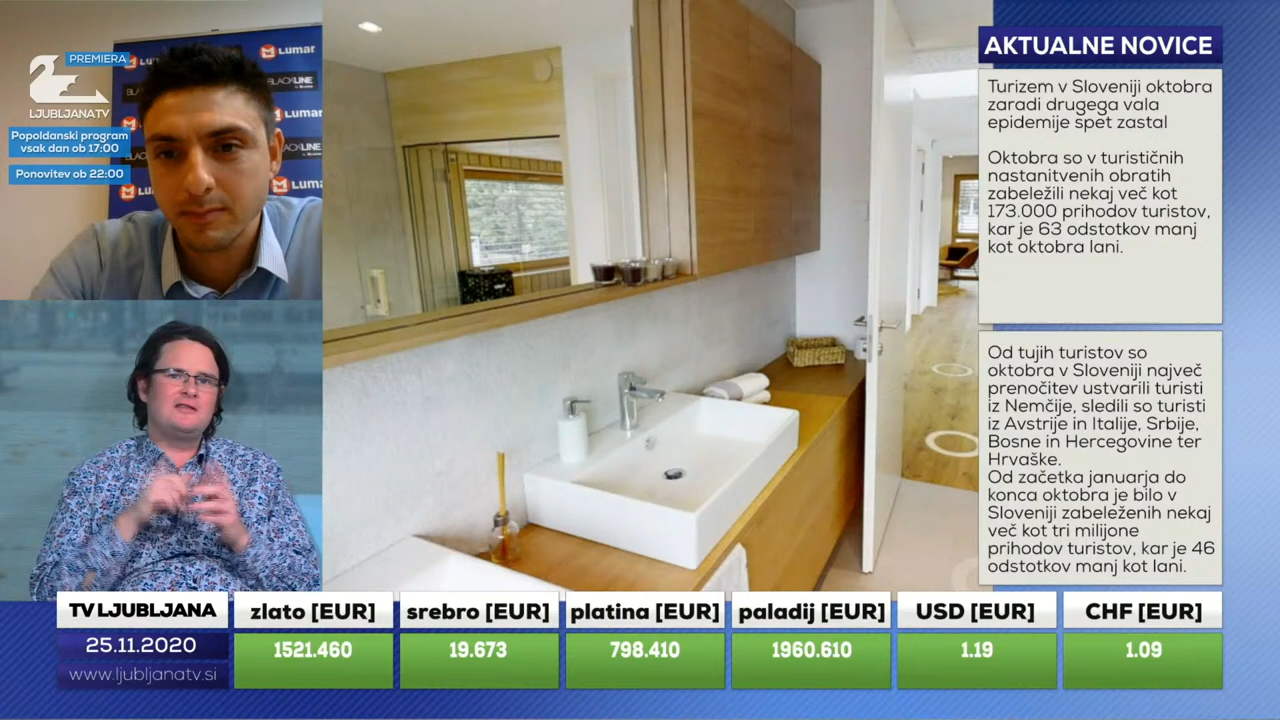 PREMIERA
LJUBLJANATV
Popoldanski program
vsak dan ob 17:00
Ponovitev ob 22:00
Lumar
BLACKLINE
Lumar
BLACKLINE
Lumar
AKTUALNE NOVICE
Turizem v Sloveniji oktobra
zaradi drugega vala
epidemije spet zastal
Oktobra so v turističnih
nastanitvenih obratih
zabeležili nekaj več kot
173.000 prihodov turistov,
kar je 63 odstotkov manj
kot oktobra lani.
Od tujih turistov so
oktobra v Sloveniji največ
prenočitev ustvarili turisti
iz Nemčije, sledili so turisti
iz Avstrije in Italije, Srbije,
Bosne in Hercegovine ter
Hrvaške.
Od začetka januarja do
konca oktobra je bilo v
Sloveniji zabeleženih nekaj
več kot tri milijone
prihodov turistov, kar je 46
odstotkov manj kot lani.
TV LJUBLJANA zlato [EUR] srebro [EUR] platina [EUR] paladij [EUR] USD [EUR] CHF [EUR]
25.11.2020 1521.460 19.673 798.410 1960.610 1.19 1.09
www.ljubljanatv.si